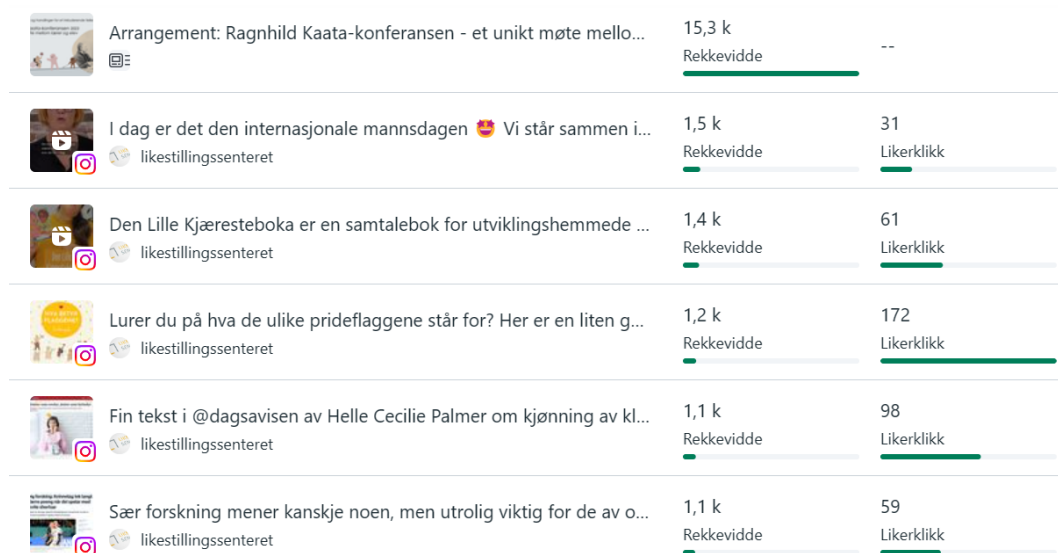 Arrangement: Ragnhild Kaata-konferansen - et unikt møte mello...
15,3 k
Rekkevidde
--
I dag er det den internasjonale mannsdagen 🤩 Vi står sammen i...
likestillingssenteret
1,5 k
Rekkevidde
31
Likerklikk
Den Lille Kjæresteboka er en samtalebok for utviklingshemmede ...
likestillingssenteret
1,4 k
Rekkevidde
61
Likerklikk
HVA BETYR
FLAGGENE?
Lurer du på hva de ulike prideflaggene står for? Her er en liten g...
likestillingssenteret
1,2 k
Rekkevidde
172
Likerklikk
Fin tekst i @dagsavisen av Helle Cecilie Palmer om kjønning av kl...
likestillingssenteret
1,1 k
Rekkevidde
98
Likerklikk
Sær forskning mener kanskje noen, men utrolig viktig for de av o...
likestillingssenteret
1,1 k
Rekkevidde
59
Likerklikk